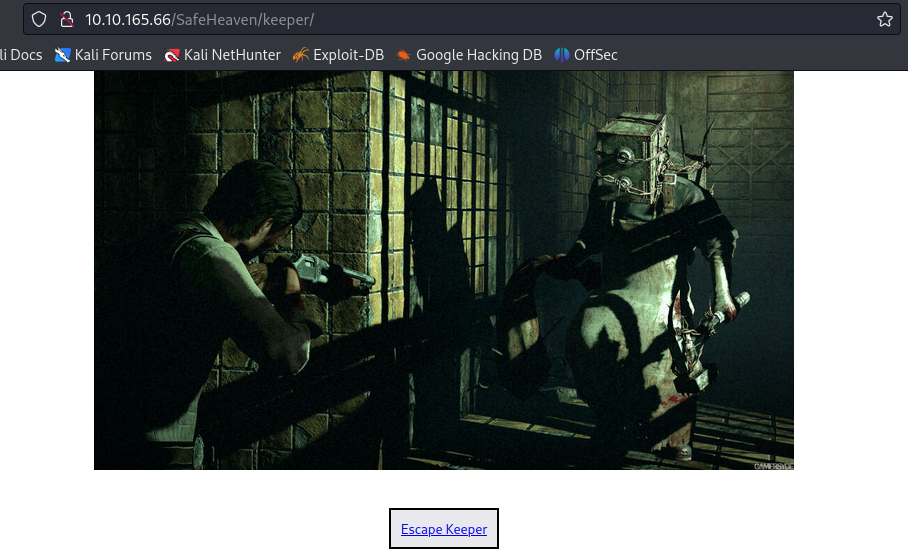 10.10.165.66/SafeHeaven/keeper/
li Docs Kali Forums Kali NetHunter Exploit-DB Google Hacking DB OffSec
GAMERSYDE
Escape Keeper